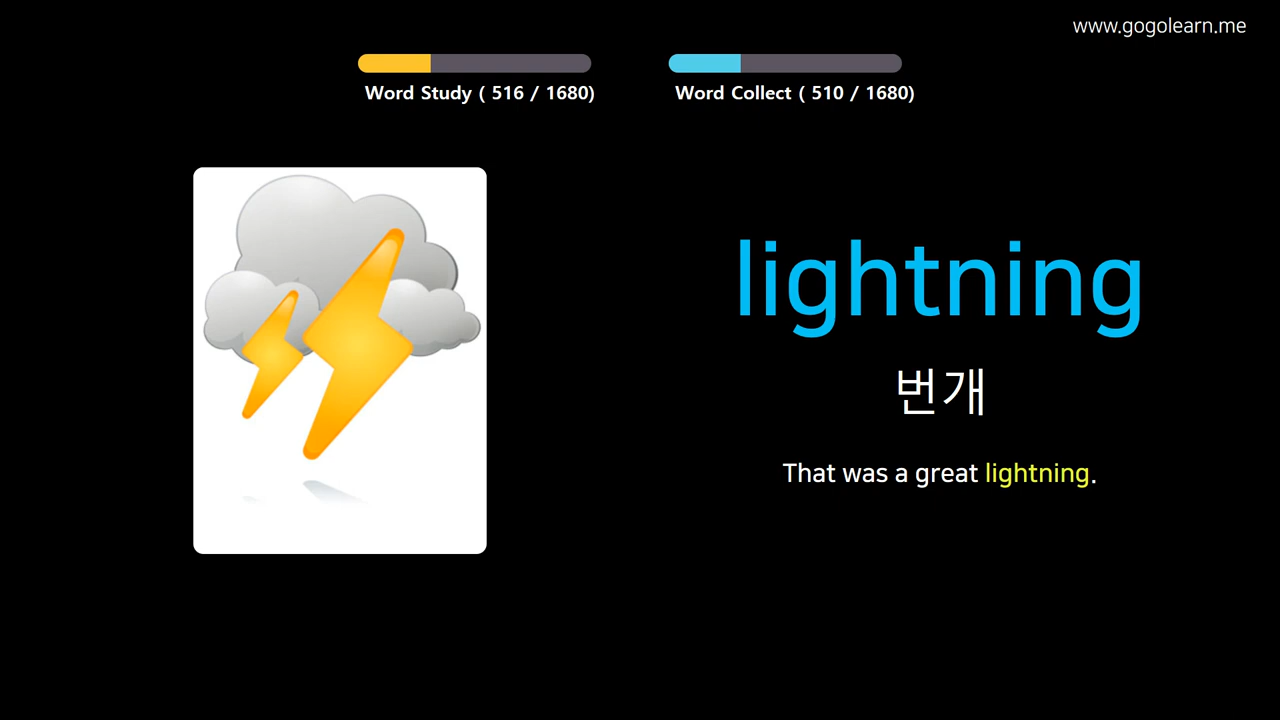 www.gogolearn.me
Word Study ( 516 / 1680)
Word Collect ( 510 / 1680)
lightning
번개
That was a great lightning.